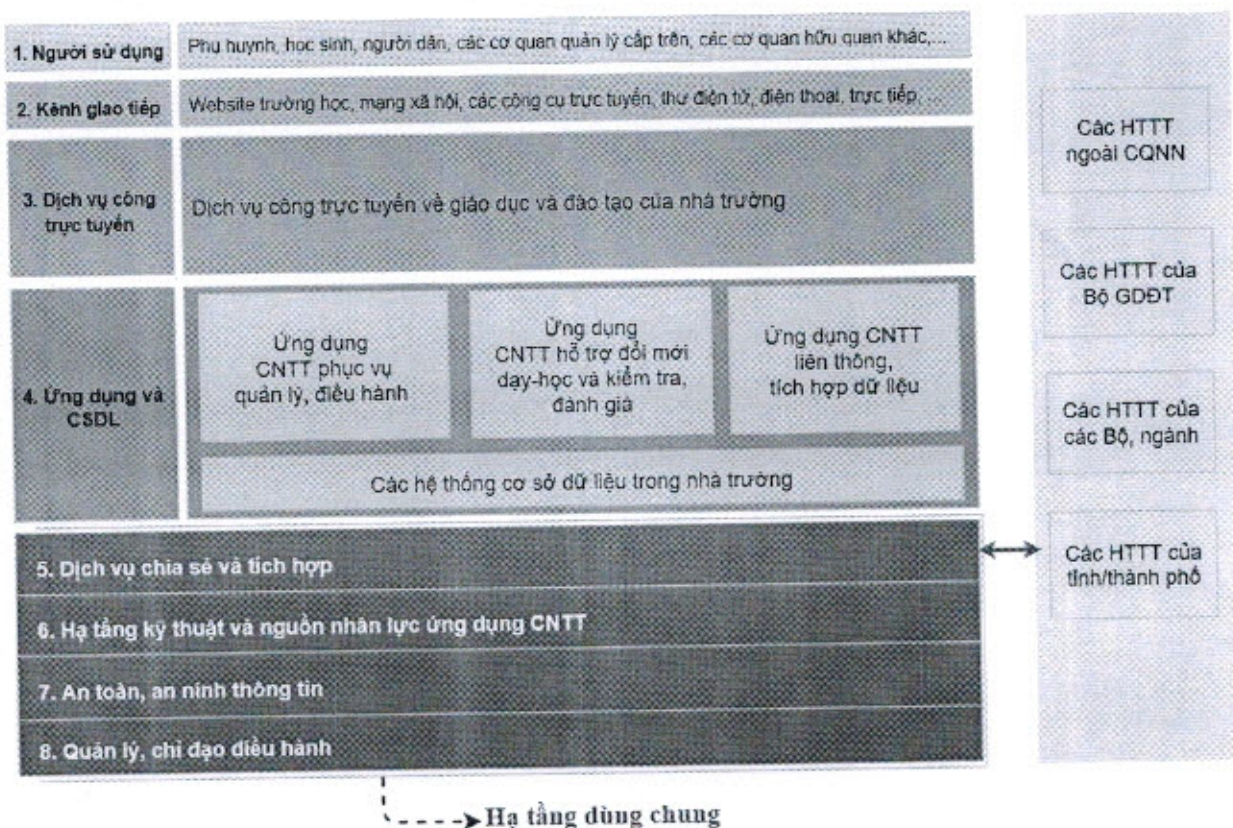 1. Người sử dụng
Phụ huynh, học sinh, người dân, các cơ quan quản lý cấp trên, các cơ quan hữu quan khác,...
2. Kênh giao tiếp
Website trường học, mạng xã hội, các công cụ trực tuyến, thư điện tử, điện thoại, trực tiếp, ...
3. Dịch vụ công
trực tuyến
Dịch vụ công trực tuyến về giáo dục và đào tạo của nhà trường
4. Ứng dụng và
CSDL
Ứng dụng
CNTT phục vụ
quản lý, điều hành
Ứng dụng
CNTT hỗ trợ đổi mới
dạy-học và kiểm tra,
đánh giá
Ứng dụng CNTT
liên thông,
tích hợp dữ liệu
Các hệ thống cơ sở dữ liệu trong nhà trường
5. Dịch vụ chia sẻ và tích hợp
6. Hạ tầng kỹ thuật và nguồn nhân lực ứng dụng CNTT
7. An toàn, an ninh thông tin
8. Quản lý, chỉ đạo điều hành
Hạ tầng dùng chung
Các HTTT
ngoài CQNN
Các HTTT của
Bộ GDĐT
Các HTTT của
các Bộ, ngành
Các HTTT của
tỉnh/thành phố